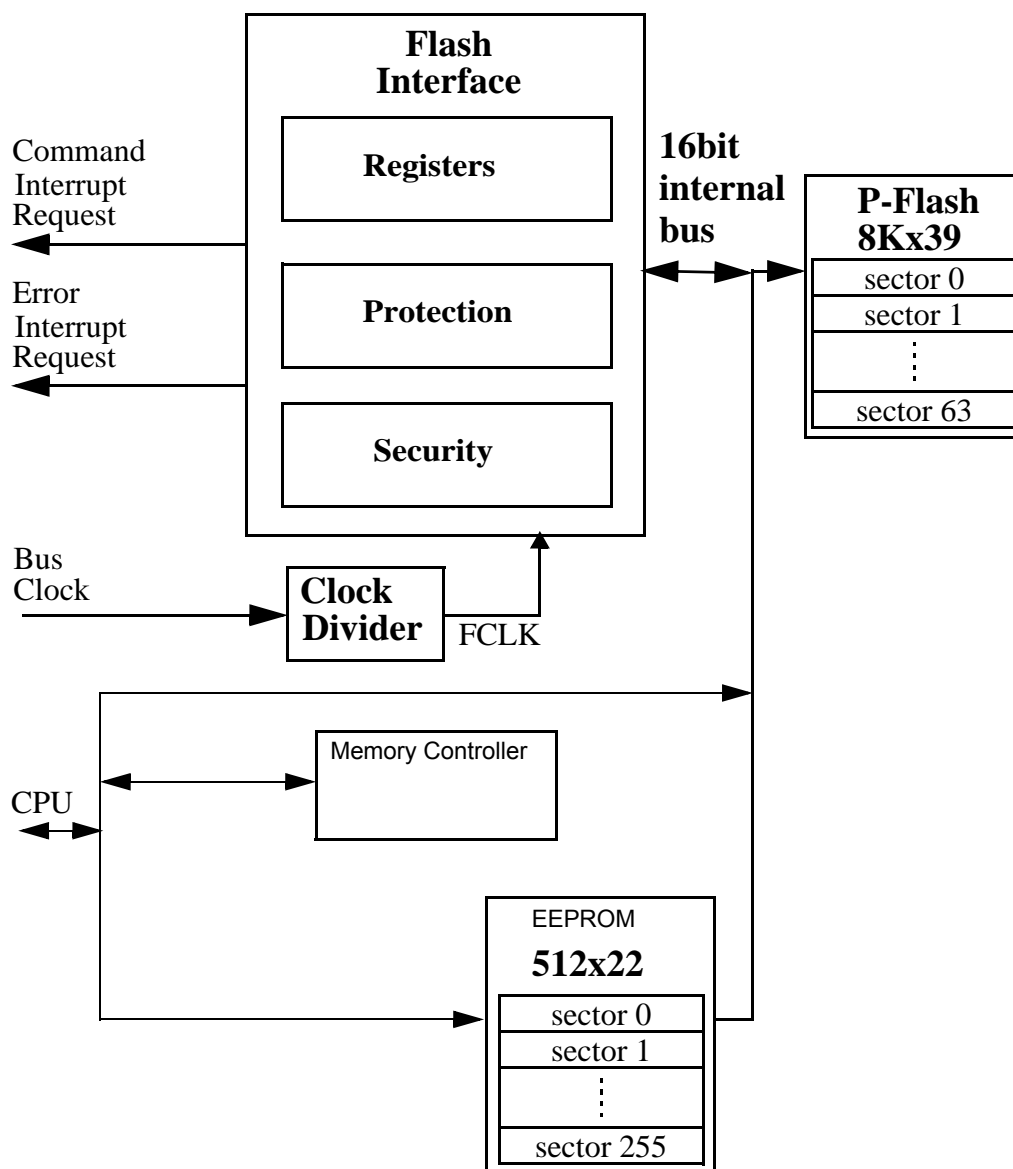 Flash
Interface
Registers
Protection
Security
Command
Interrupt
Request
Error
Interrupt
Request
16bit
internal
bus
P-Flash
8Kx39
sector 0
sector 1
sector 63
Bus
Clock
Clock
Divider
FCLK
Memory Controller
CPU
EEPROM
512x22
sector 0
sector 1
sector 255